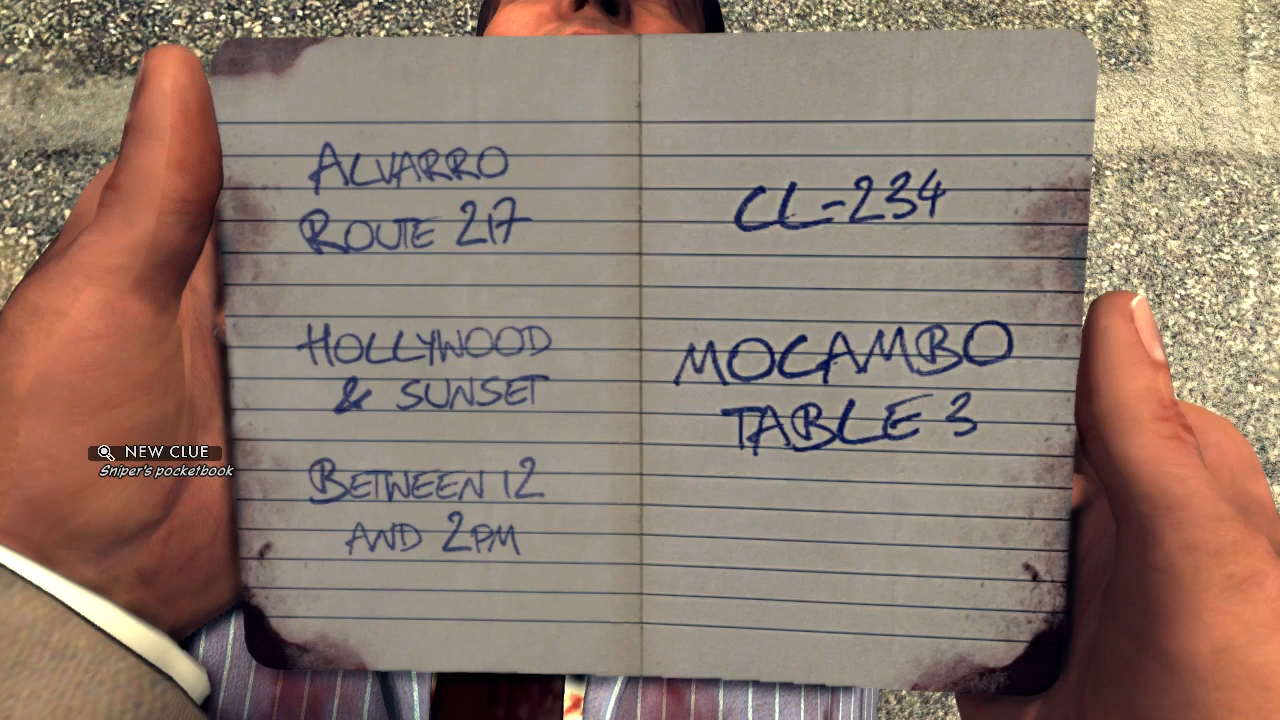 ALVARRO
ROUTE 217
HOLLYWOOD
& SUNSET
BETWEEN 12
AND 2PM
CL-234
MOCAMBO
TABLE 3
NEW CLUE
Sniper's pocketbook